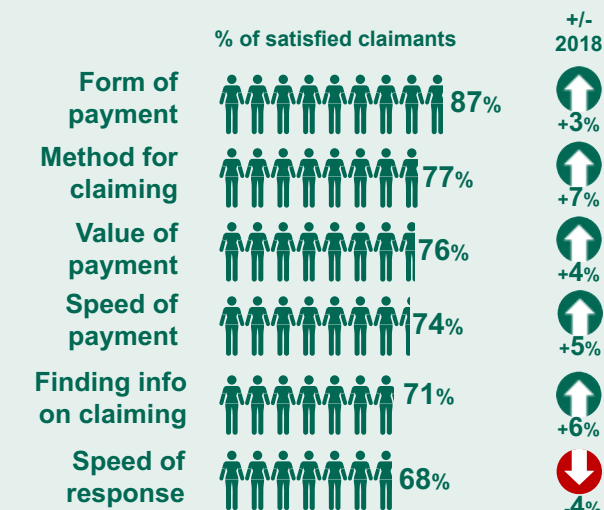 % of satisfied claimants
+/-
2018
Form of
payment
87%
+3%
Method for
claiming
77%
+7%
Value of
payment
76%
+4%
Speed of
payment
74%
+5%
Finding info
on claiming
71%
+6%
Speed of
response
68%
-4%